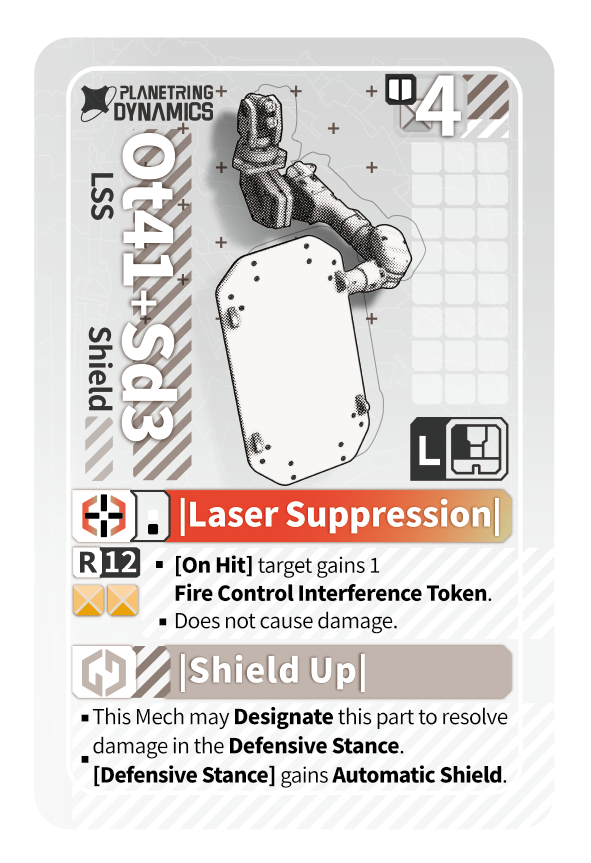 PLANETRING
DYNAMICS
4
LSS
Shield
Ot41+Sd3
L
|Laser Suppression|
R 12
▪ [On Hit] target gains 1
Fire Control Interference Token.
▪ Does not cause damage.
|Shield Up|
▪ This Mech may Designate this part to resolve
damage in the Defensive Stance.
▪ [Defensive Stance] gains Automatic Shield.